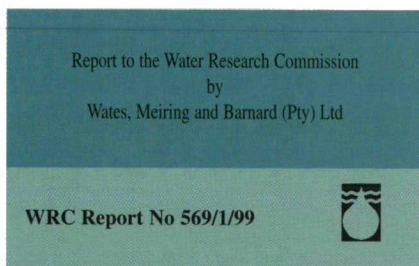 Report to the Water Research Commission
by
Wates, Meiring and Barnard (Pty) Ltd
WRC Report No 569/1/99